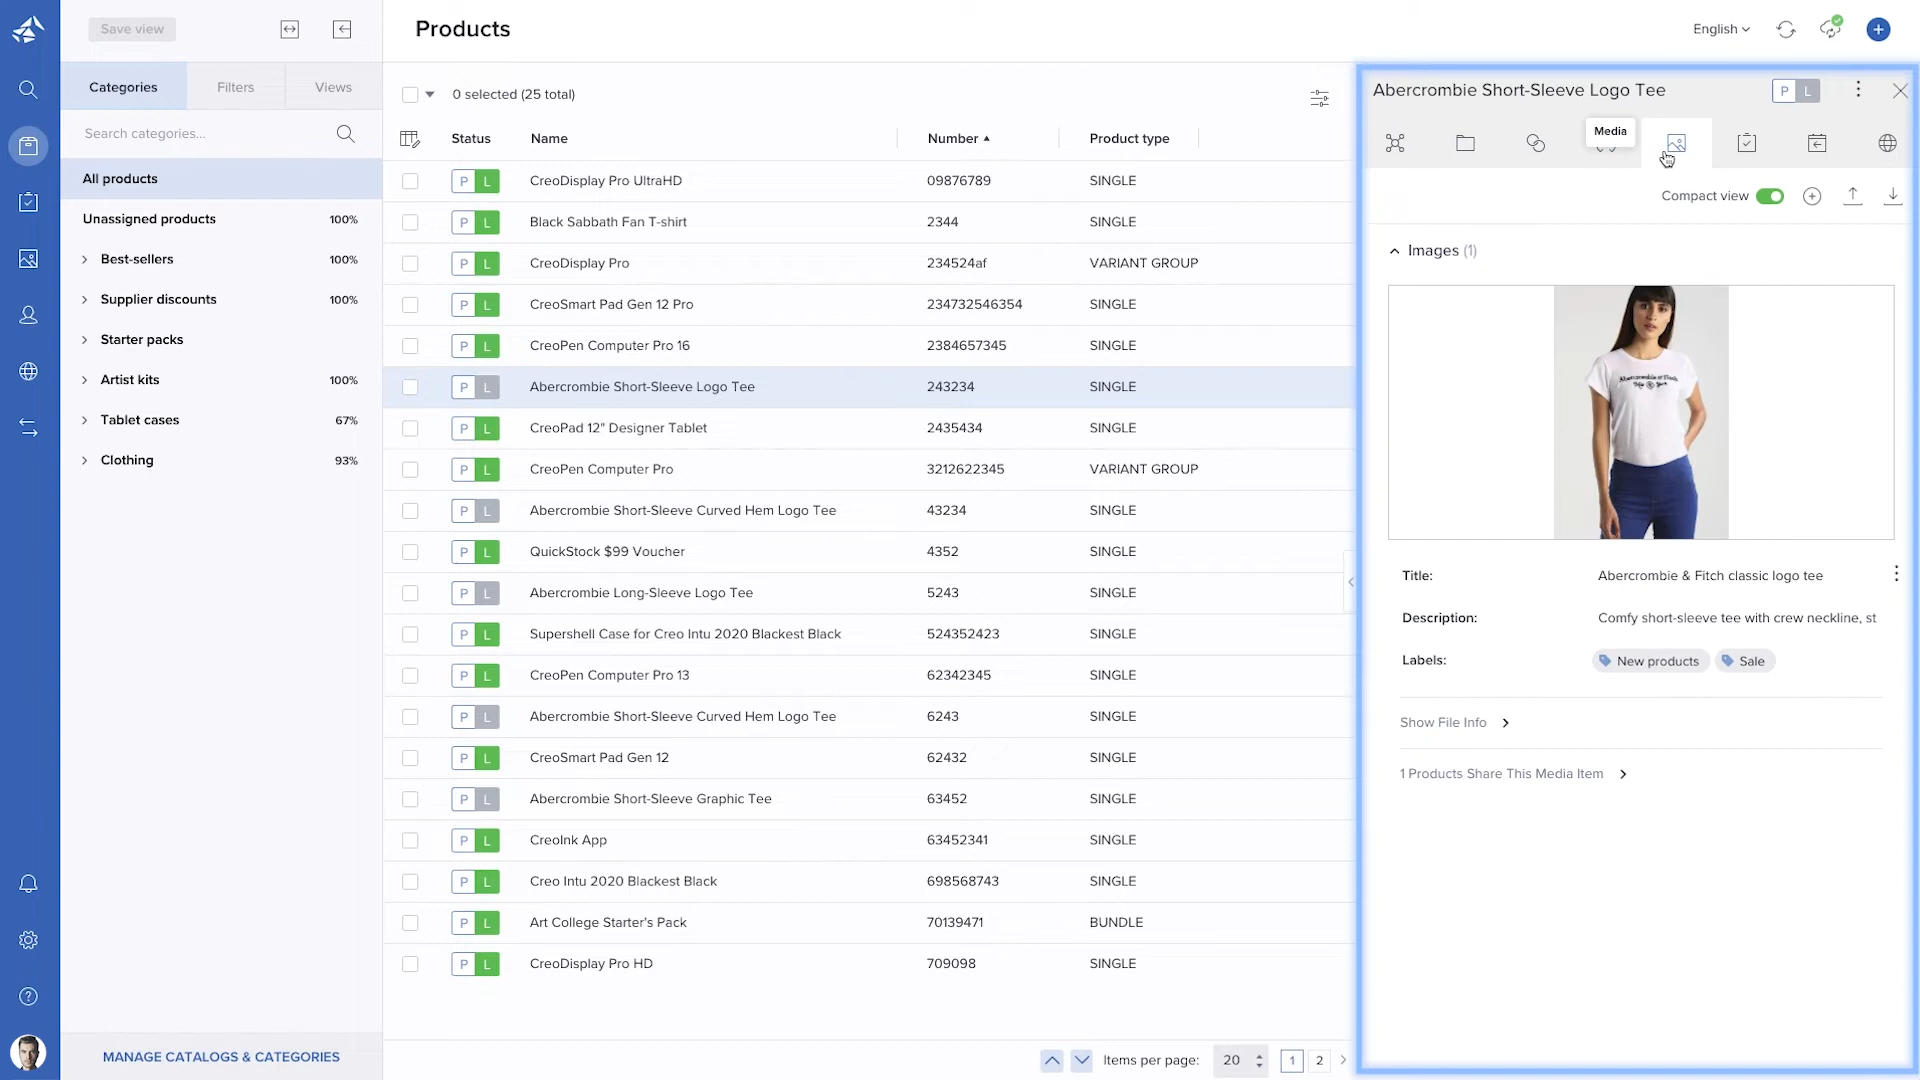 Save view
Products
English
Categories Filters Views
Search categories...
All products
Unassigned products 100%
Best-sellers 100%
Supplier discounts 100%
Starter packs
Artist kits 100%
Tablet cases 67%
Clothing 93%
MANAGE CATALOGS & CATEGORIES
0 selected (25 total)
Status Name Number Product type
P L CreoDisplay Pro UltraHD 09876789 SINGLE
P L Black Sabbath Fan T-shirt 2344 SINGLE
P L CreoDisplay Pro 234524af VARIANT GROUP
P L CreoSmart Pad Gen 12 Pro 234732546354 SINGLE
P L CreoPen Computer Pro 16 2384657345 SINGLE
P L Abercrombie Short-Sleeve Logo Tee 243234 SINGLE
P L CreoPad 12" Designer Tablet 2435434 SINGLE
P L CreoPen Computer Pro 3212622345 VARIANT GROUP
P L Abercrombie Short-Sleeve Curved Hem Logo Tee 43234 SINGLE
P L QuickStock $99 Voucher 4352 SINGLE
P L Abercrombie Long-Sleeve Logo Tee 5243 SINGLE
P L Supershell Case for Creo Intu 2020 Blackest Black 524352423 SINGLE
P L CreoPen Computer Pro 13 62342345 SINGLE
P L Abercrombie Short-Sleeve Curved Hem Logo Tee 6243 SINGLE
P L CreoSmart Pad Gen 12 62432 SINGLE
P L Abercrombie Short-Sleeve Graphic Tee 63452 SINGLE
P L CreoInk App 63452341 SINGLE
P L Creo Intu 2020 Blackest Black 698568743 SINGLE
P L Art College Starter's Pack 70139471 BUNDLE
P L CreoDisplay Pro HD 709098 SINGLE
Items per page: 20 1 2
Abercrombie Short-Sleeve Logo Tee P L
Media
Compact view
Images (1)
Title: Abercrombie & Fitch classic logo tee
Description: Comfy short-sleeve tee with crew neckline, st
Labels: New products Sale
Show File Info
1 Products Share This Media Item